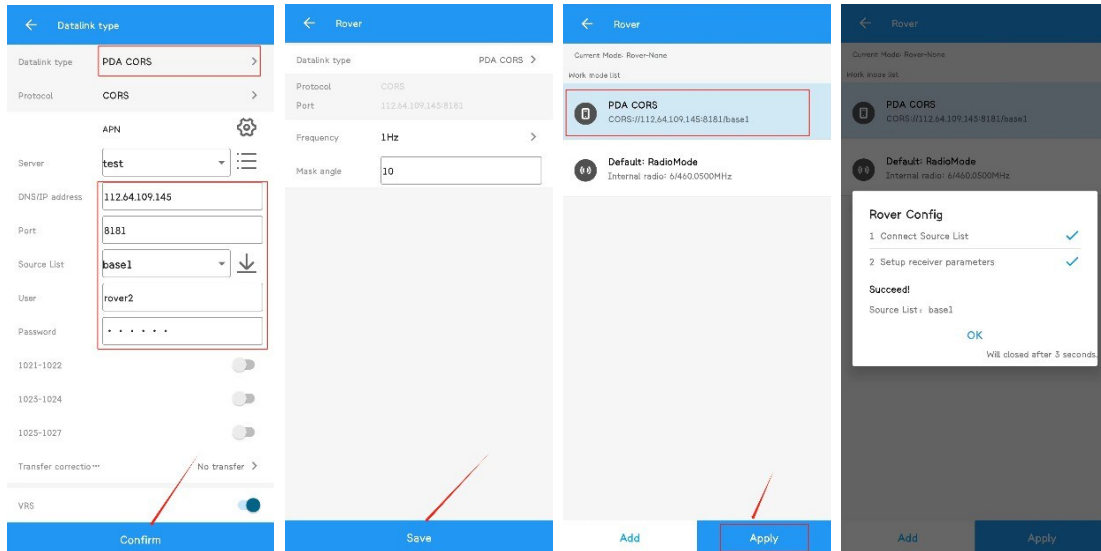 Datalink type
Datalink type PDA CORS
Protocol CORS
APN
Server test
DNS/IP address 112.64.109.145
Port 8181
Source List base1
User rover2
Password ······
1021-1022
1023-1024
1025-1027
Transfer correctio··· No transfer
VRS
Confirm
Rover
Datalink type PDA CORS
Protocol CORS
Port 112.64.109.145:8181
Frequency 1Hz
Mask angle 10
Save
Rover
Current Mode: Rover-None
Work mode list
PDA CORS
CORS://112.64.109.145:8181/base1
Default: RadioMode
Internal radio: 6/460.0500MHz
Add Apply
Rover
Current Mode: Rover-None
Work mode list
PDA CORS
CORS://112.64.109.145:8181/base1
Default: RadioMode
Internal radio: 6/460.0500MHz
Rover Config
1 Connect Source List
2 Setup receiver parameters
Succeed!
Source List: base1
OK
Will closed after 3 seconds.
Add Apply